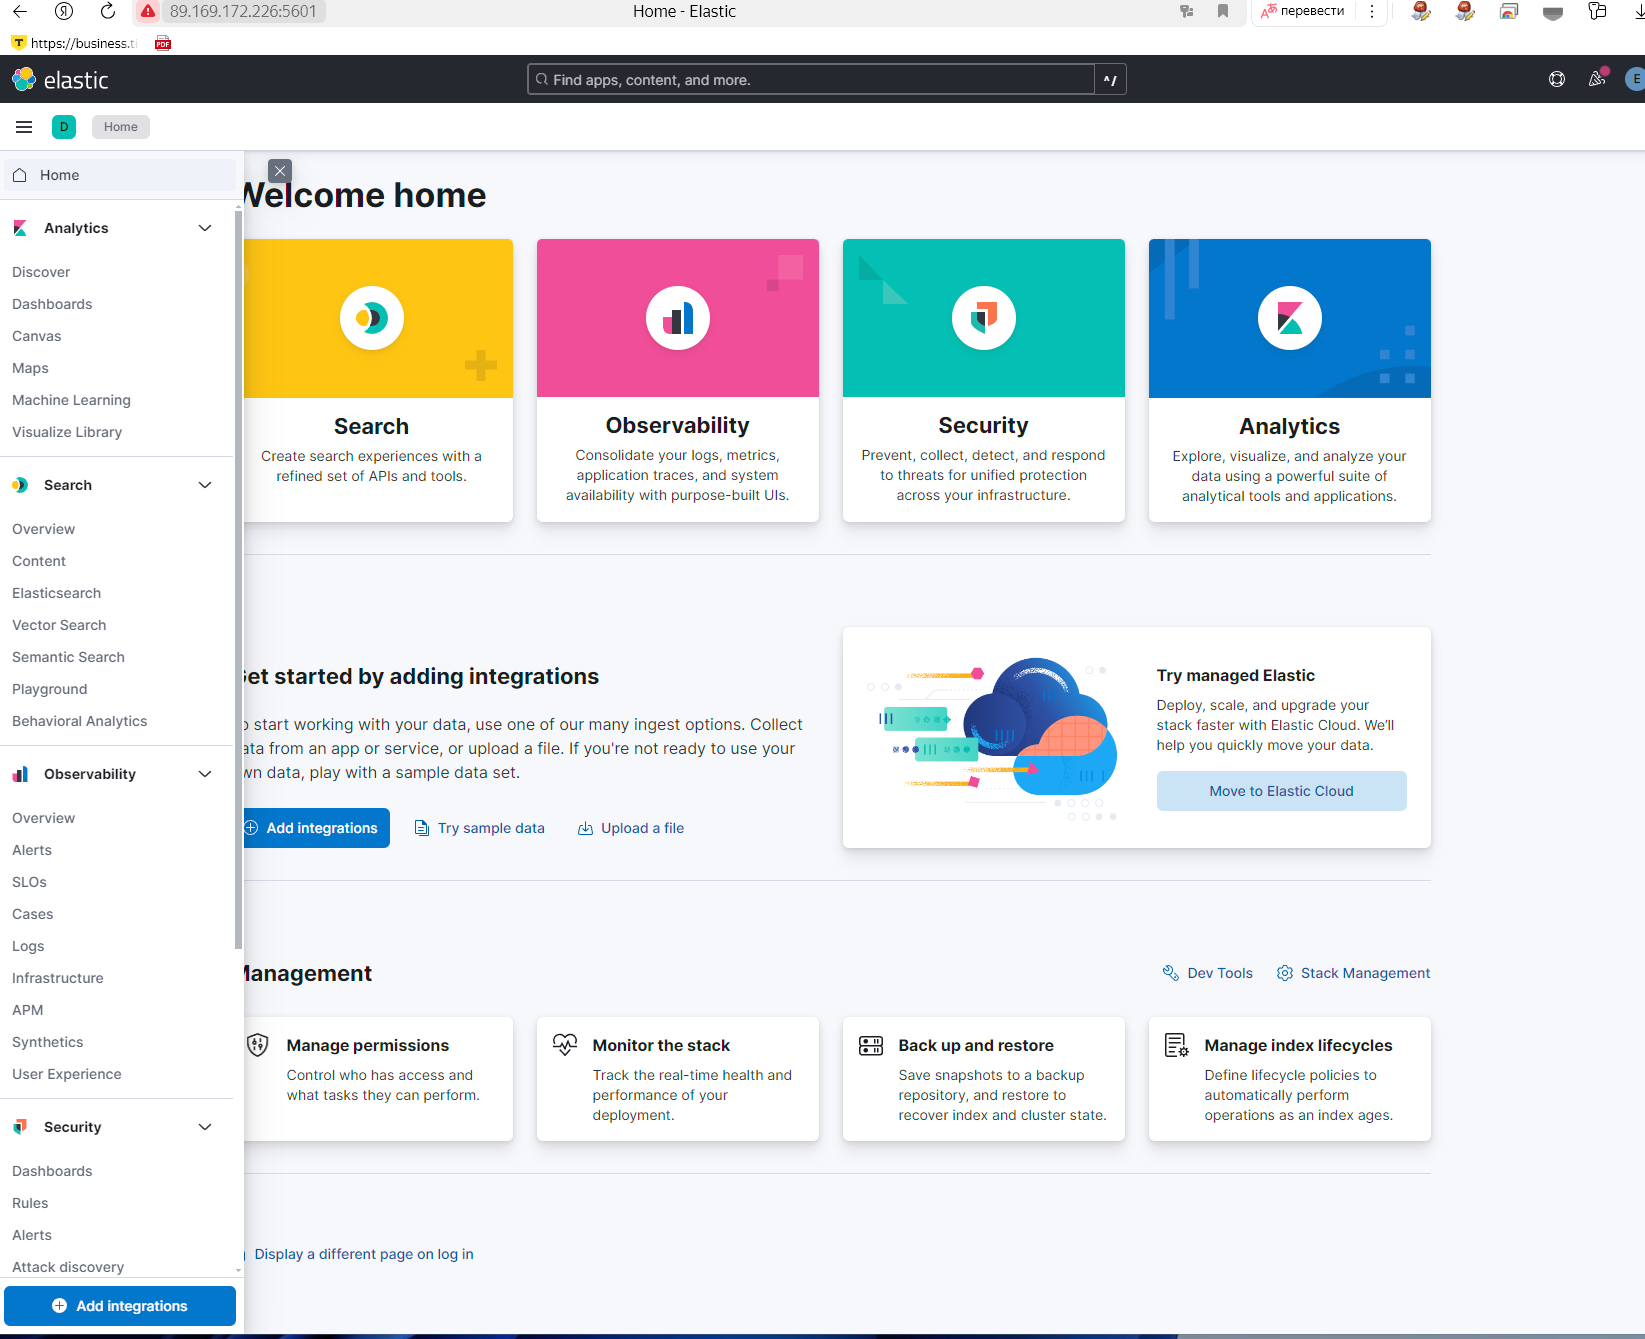 89.169.172.226:5601
Home - Elastic
перевести
https://business.ti
PDF
elastic
Find apps, content, and more.
^/
E
D
Home
Home
Analytics
Discover
Dashboards
Canvas
Maps
Machine Learning
Visualize Library
Search
Overview
Content
Elasticsearch
Vector Search
Semantic Search
Playground
Behavioral Analytics
Observability
Overview
Alerts
SLOs
Cases
Logs
Infrastructure
APM
Synthetics
User Experience
Security
Dashboards
Rules
Alerts
Attack discovery
Add integrations
Welcome home
Search
Create search experiences with a
refined set of APIs and tools.
Observability
Consolidate your logs, metrics,
application traces, and system
availability with purpose-built UIs.
Security
Prevent, collect, detect, and respond
to threats for unified protection
across your infrastructure.
Analytics
Explore, visualize, and analyze your
data using a powerful suite of
analytical tools and applications.
et started by adding integrations
o start working with your data, use one of our many ingest options. Collect
ata from an app or service, or upload a file. If you're not ready to use your
wn data, play with a sample data set.
Add integrations
Try sample data
Upload a file
Try managed Elastic
Deploy, scale, and upgrade your
stack faster with Elastic Cloud. We'll
help you quickly move your data.
Move to Elastic Cloud
Management
Dev Tools
Stack Management
Manage permissions
Control who has access and
what tasks they can perform.
Monitor the stack
Track the real-time health and
performance of your
deployment.
Back up and restore
Save snapshots to a backup
repository, and restore to
recover index and cluster state.
Manage index lifecycles
Define lifecycle policies to
automatically perform
operations as an index ages.
Display a different page on log in